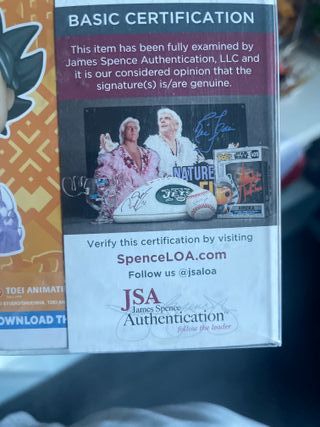 BASIC CERTIFICATION
This item has been fully examined by
James Spence Authentication, LLC and
it is our considered opinion that the
signature(s) is/are genuine.
NATURE
JETS
Verify this certification by visiting
SpenceLOA.com
Follow us @jsaloa
JSA
James Spence
Authentication
follow the leader
TOEI ANIMATI
OWNLOAD TH